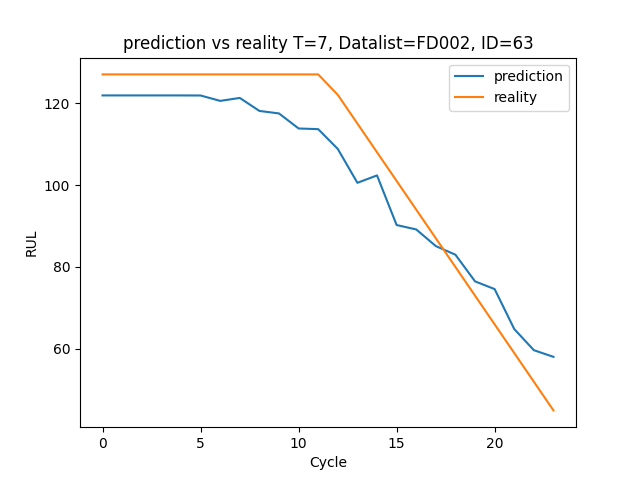 prediction vs reality T=7, Datalist=FD002, ID=63
prediction
reality
RUL
120
100
80
60
0 5 10 15 20
Cycle